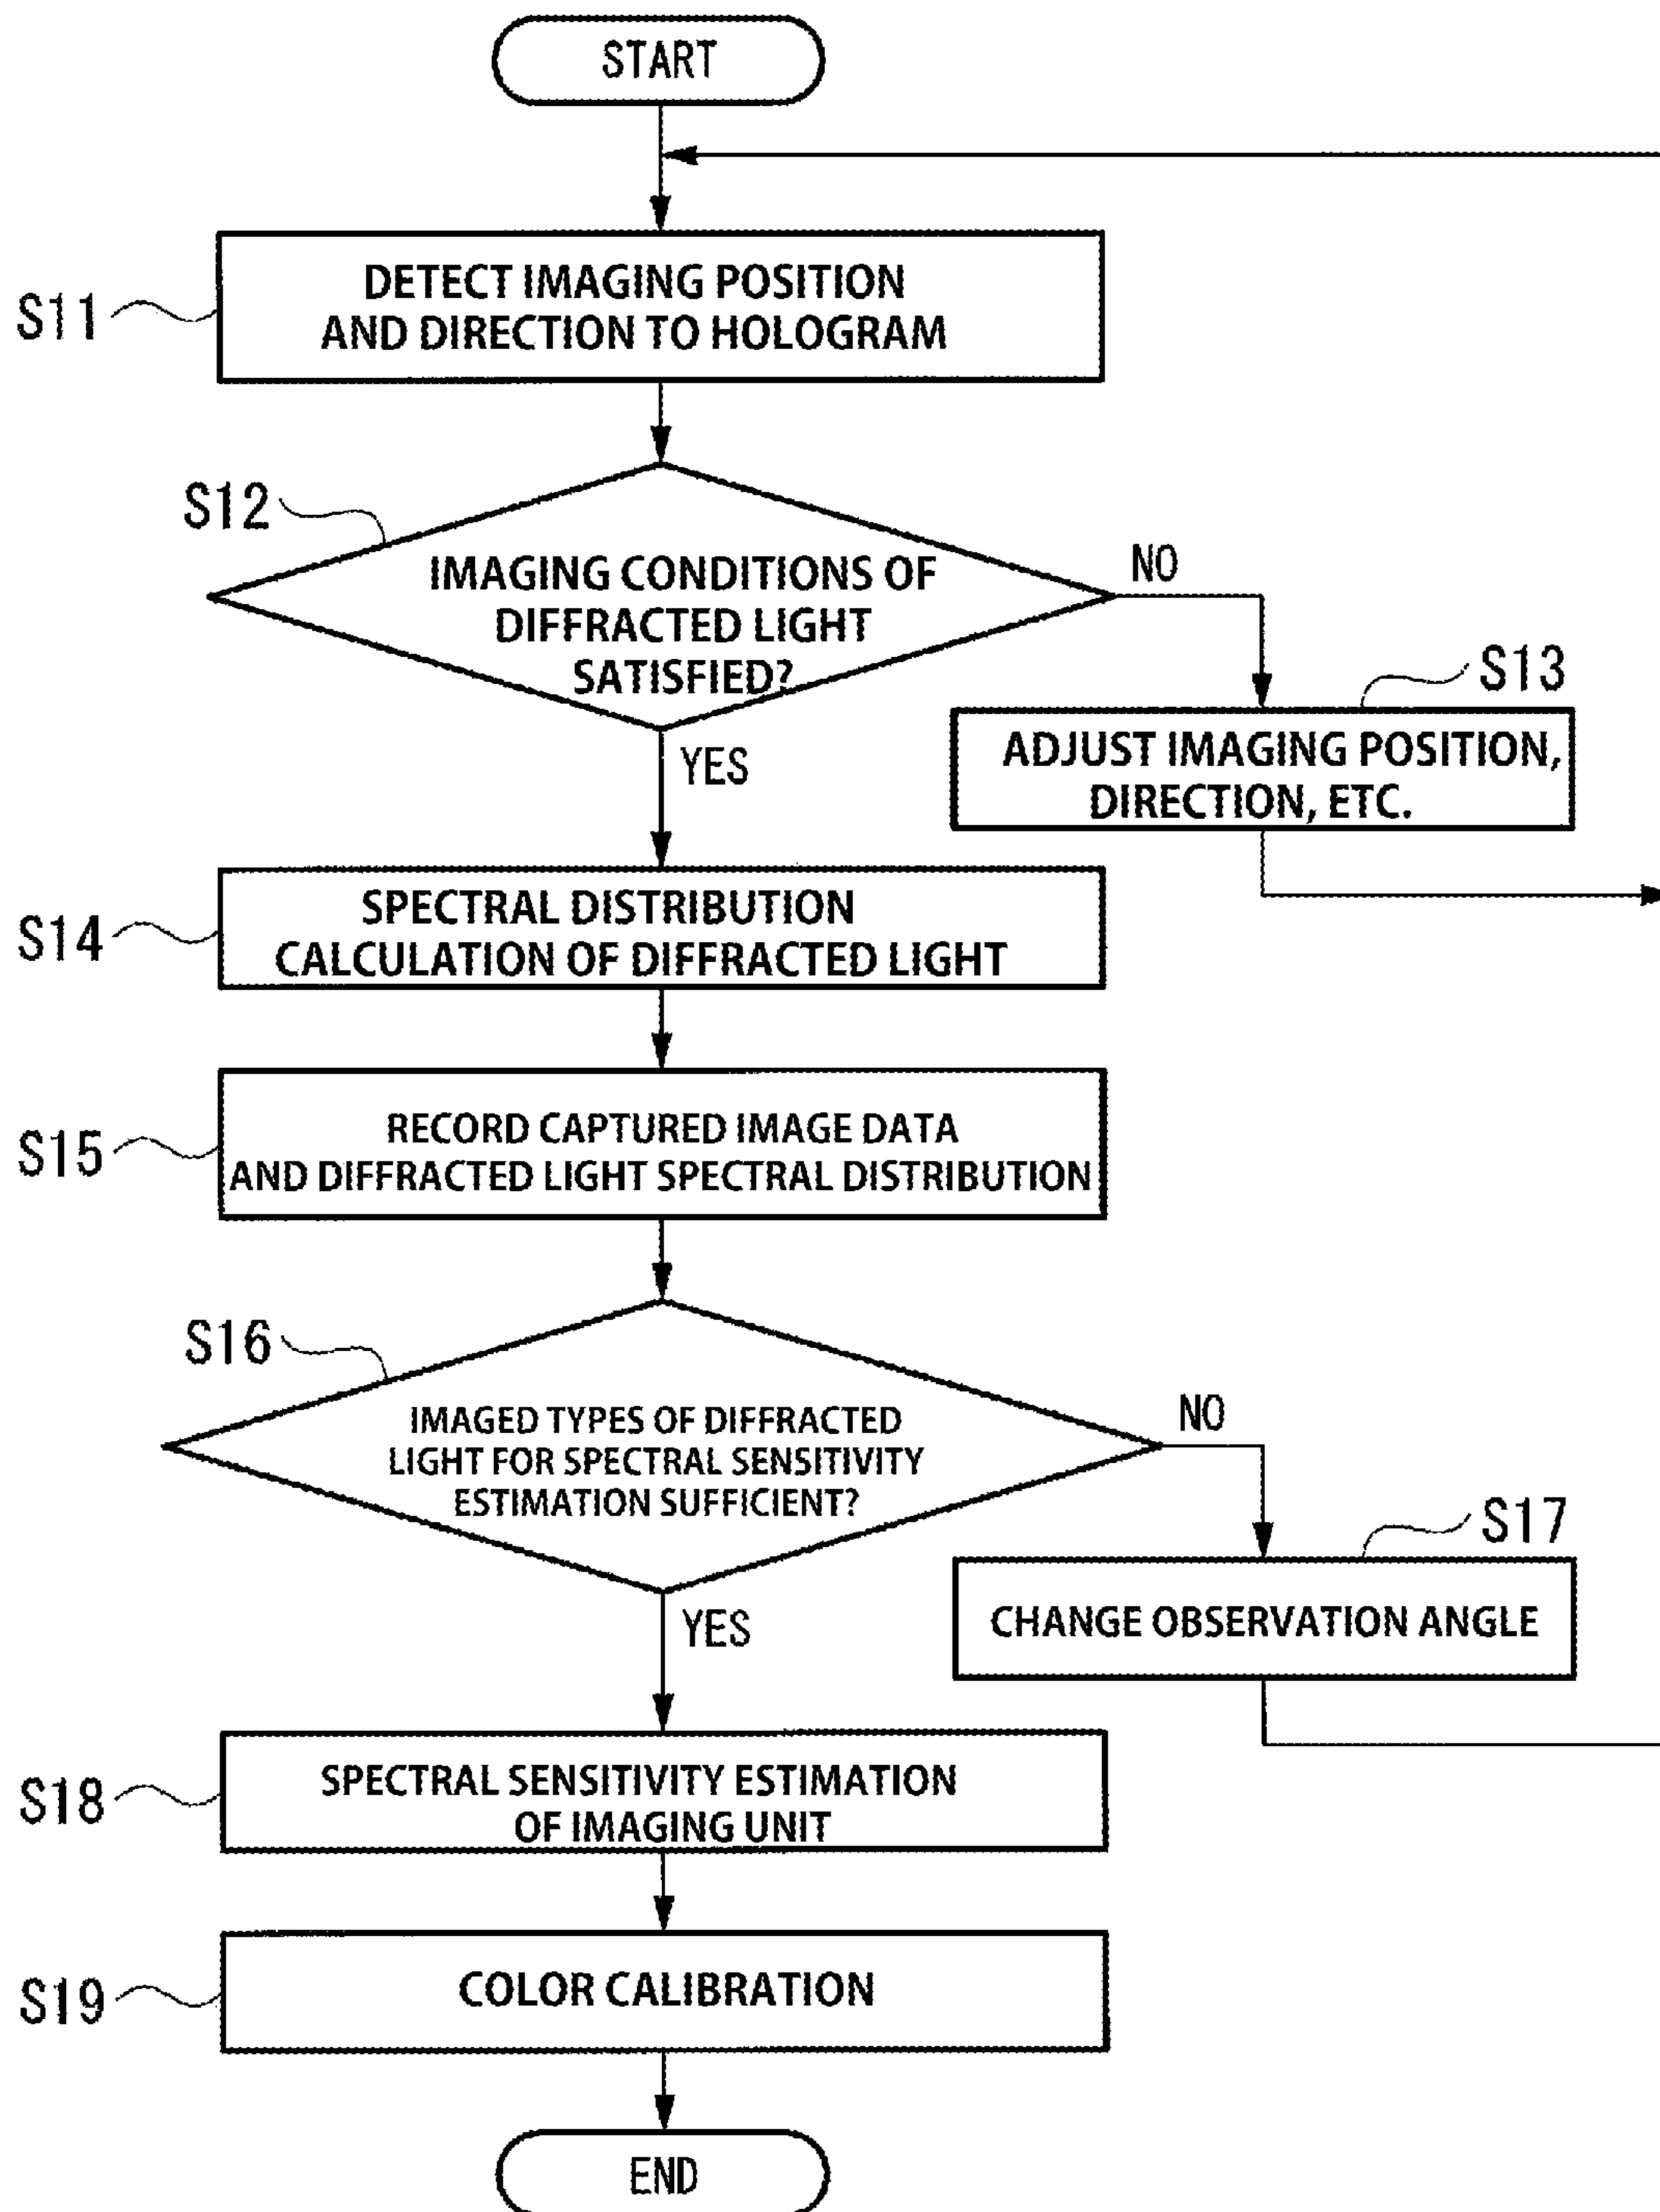 START
S11
DETECT IMAGING POSITION
AND DIRECTION TO HOLOGRAM
S12
IMAGING CONDITIONS OF
DIFFRACTED LIGHT
SATISFIED?
NO
YES
S13
ADJUST IMAGING POSITION,
DIRECTION, ETC.
S14
SPECTRAL DISTRIBUTION
CALCULATION OF DIFFRACTED LIGHT
S15
RECORD CAPTURED IMAGE DATA
AND DIFFRACTED LIGHT SPECTRAL DISTRIBUTION
S16
IMAGED TYPES OF DIFFRACTED
LIGHT FOR SPECTRAL SENSITIVITY
ESTIMATION SUFFICIENT?
NO
YES
S17
CHANGE OBSERVATION ANGLE
S18
SPECTRAL SENSITIVITY ESTIMATION
OF IMAGING UNIT
S19
COLOR CALIBRATION
END